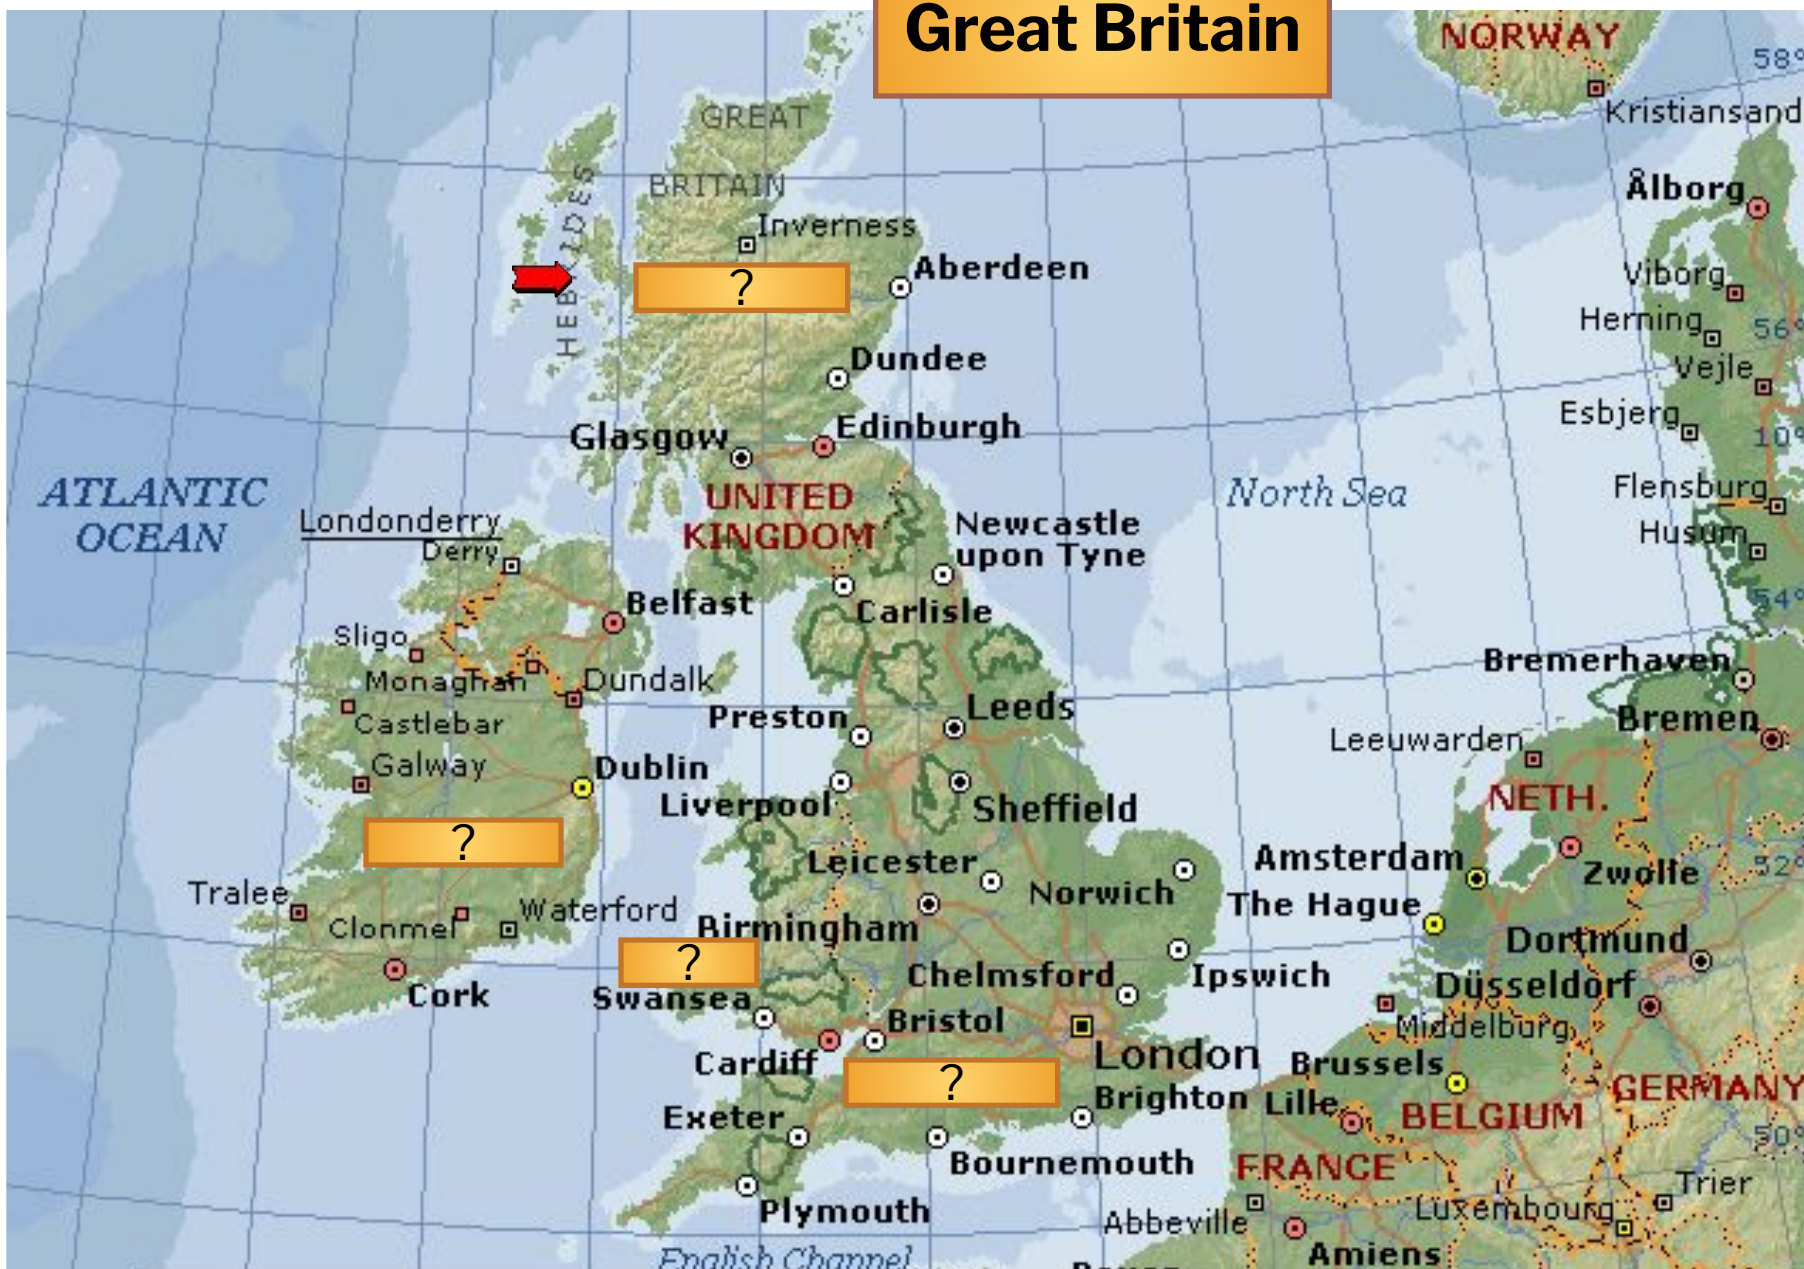 Great Britain
NORWAY
58°
Kristiansand
GREAT
BRITAIN
HEBRIDES
Ålborg
Inverness
Aberdeen
?
Viborg
Herning
56°
Vejle
Dundee
Esbjerg
10°
Edinburgh
Glasgow
ATLANTIC
OCEAN
UNITED
KINGDOM
North Sea
Flensburg
Husum
Londonderry
Derry
Newcastle
upon Tyne
Belfast
Carlisle
54°
Sligo
Monaghan
Dundalk
Bremerhaven
Castlebar
Preston
Leeds
Bremen
Leeuwarden
Galway
Dublin
Liverpool
Sheffield
NETH.
?
Leicester
Norwich
Amsterdam
Zwolle
52°
Tralee
Clonmel
Waterford
Birmingham
The Hague
Dortmund
?
Cork
Swansea
Chelmsford
Ipswich
Düsseldorf
Middelburg
Bristol
Cardiff
London
Brussels
?
Exeter
Brighton
Lille
BELGIUM
GERMANY
50°
Bournemouth
FRANCE
Plymouth
Abbeville
Luxembourg
Trier
English Channel
Amiens